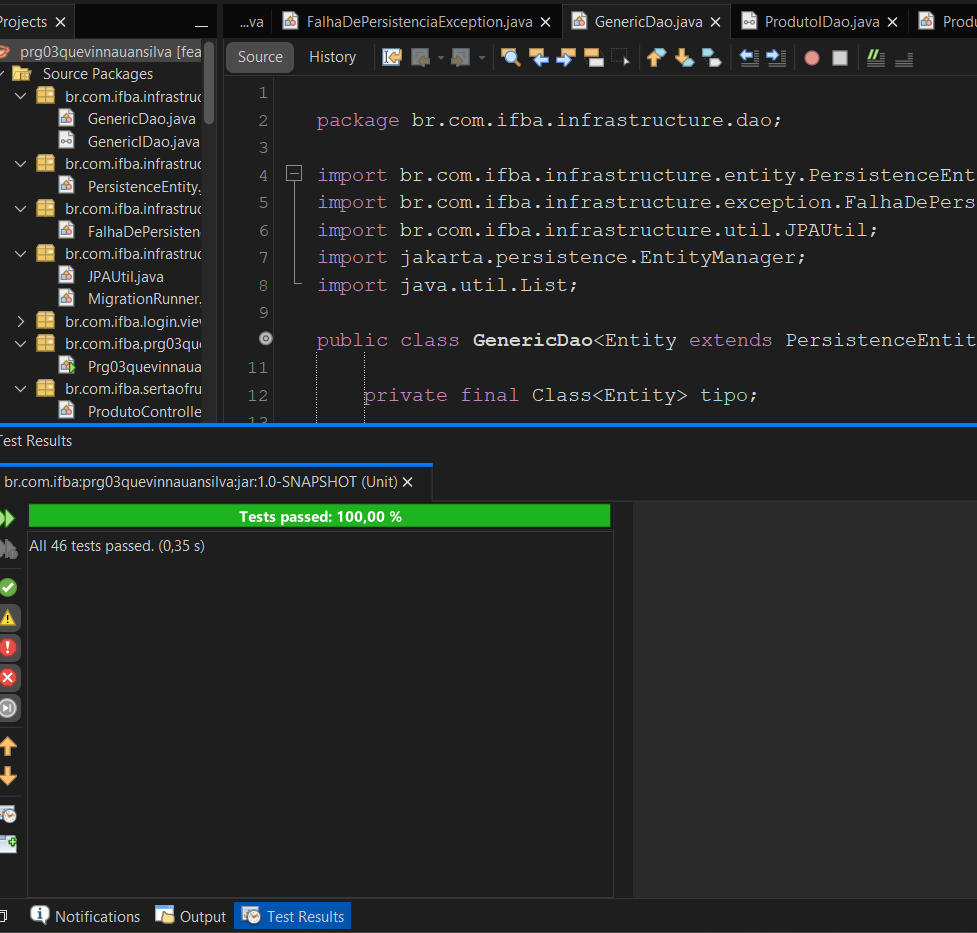 Projects
...va
FalhaDePersistenciaException.java
GenericDao.java
ProdutoIDao.java
prg03quevinnauansilva [fea
Source Packages
br.com.ifba.infrastruc
GenericDao.java
GenericIDao.java
br.com.ifba.infrastruc
PersistenceEntity.
br.com.ifba.infrastruc
FalhaDePersisten
br.com.ifba.infrastruc
JPAUtil.java
MigrationRunner.
br.com.ifba.login.viev
br.com.ifba.prg03que
Prg03quevinnaua
br.com.ifba.sertaofru
ProdutoControlle
Source
History
1
2 package br.com.ifba.infrastructure.dao;
3
4 import br.com.ifba.infrastructure.entity.PersistenceEnt
5 import br.com.ifba.infrastructure.exception.FalhaDePers
6 import br.com.ifba.infrastructure.util.JPAUtil;
7 import jakarta.persistence.EntityManager;
8 import java.util.List;
9
public class GenericDao<Entity extends PersistenceEntit
11
12 private final Class<Entity> tipo;
13
Test Results
br.com.ifba:prg03quevinnauansilva:jar:1.0-SNAPSHOT (Unit)
Tests passed: 100,00 %
All 46 tests passed. (0,35 s)
Notifications
Output
Test Results